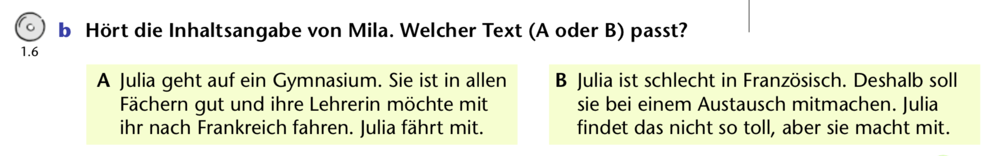 b Hört die Inhaltsangabe von Mila. Welcher Text (A oder B) passt?
1.6
A Julia geht auf ein Gymnasium. Sie ist in allen
Fächern gut und ihre Lehrerin möchte mit
ihr nach Frankreich fahren. Julia fährt mit.
B Julia ist schlecht in Französisch. Deshalb soll
sie bei einem Austausch mitmachen. Julia
findet das nicht so toll, aber sie macht mit.